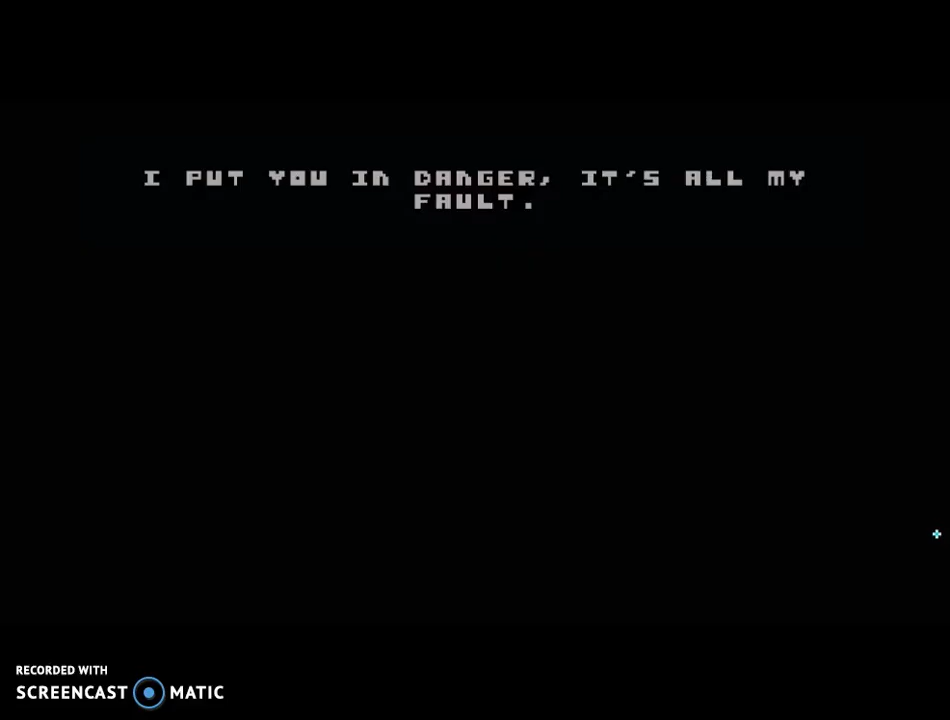 I PUT YOU IN DANGER, IT'S ALL MY
FAULT.
RECORDED WITH
SCREENCAST MATIC